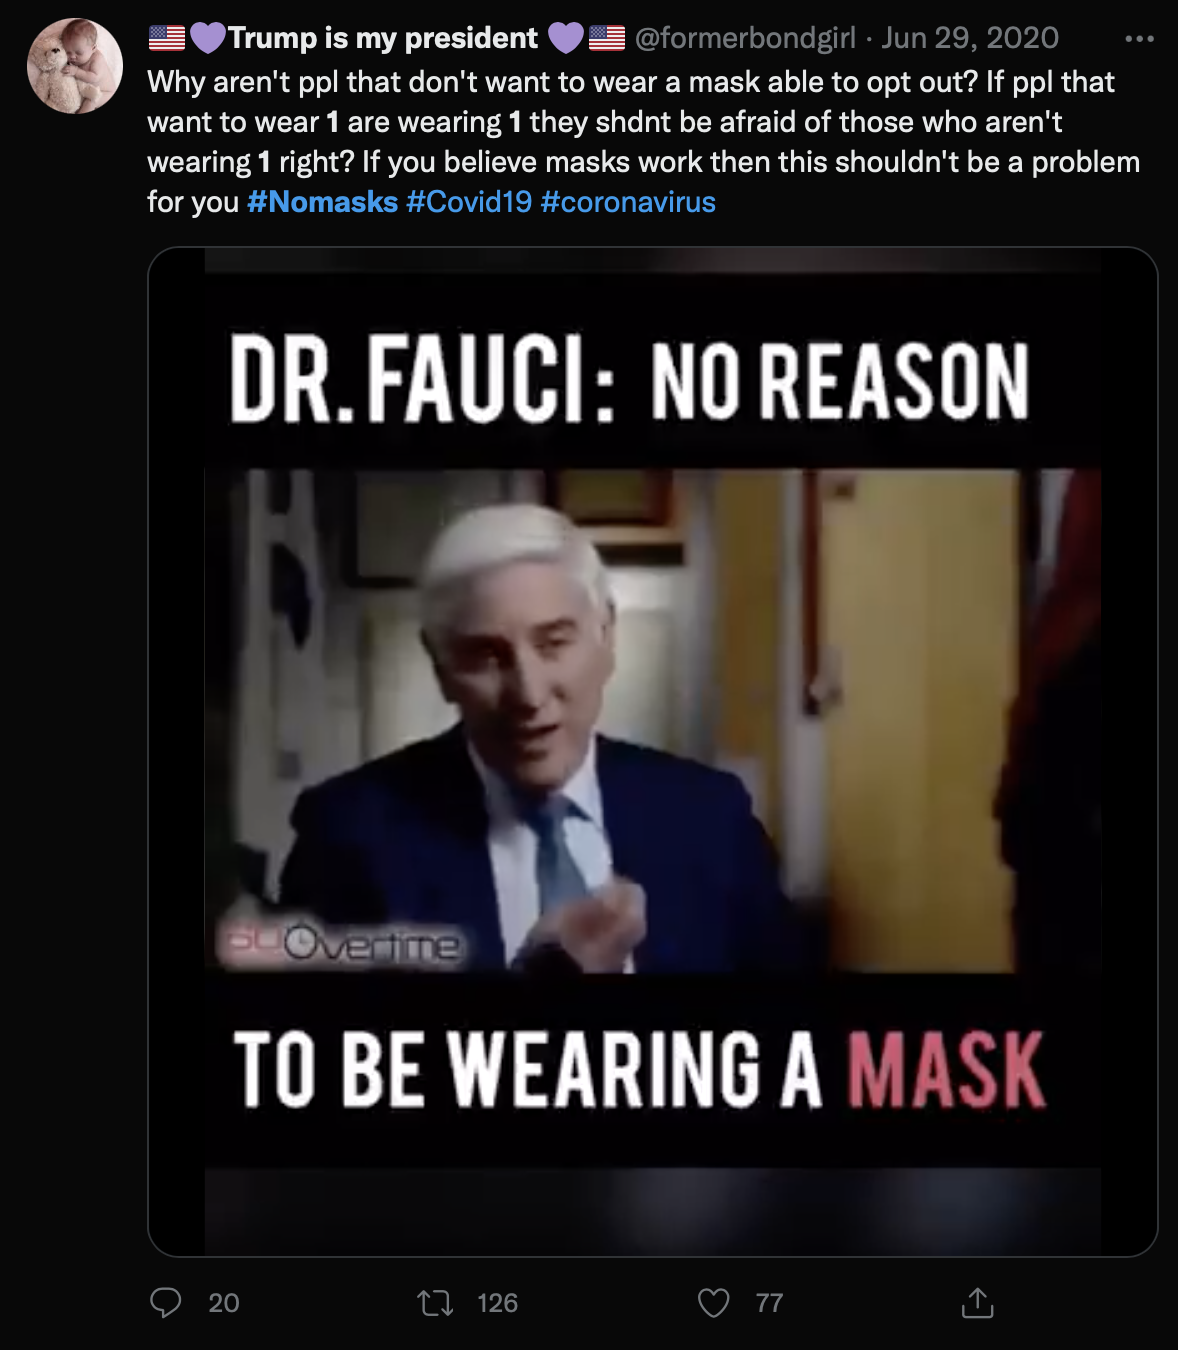 🇺🇸💜Trump is my president 💜🇺🇸 @formerbondgirl · Jun 29, 2020
Why aren't ppl that don't want to wear a mask able to opt out? If ppl that
want to wear 1 are wearing 1 they shdnt be afraid of those who aren't
wearing 1 right? If you believe masks work then this shouldn't be a problem
for you #Nomasks #Covid19 #coronavirus
DR. FAUCI: NO REASON
60Overtime
TO BE WEARING A MASK
20 126 77